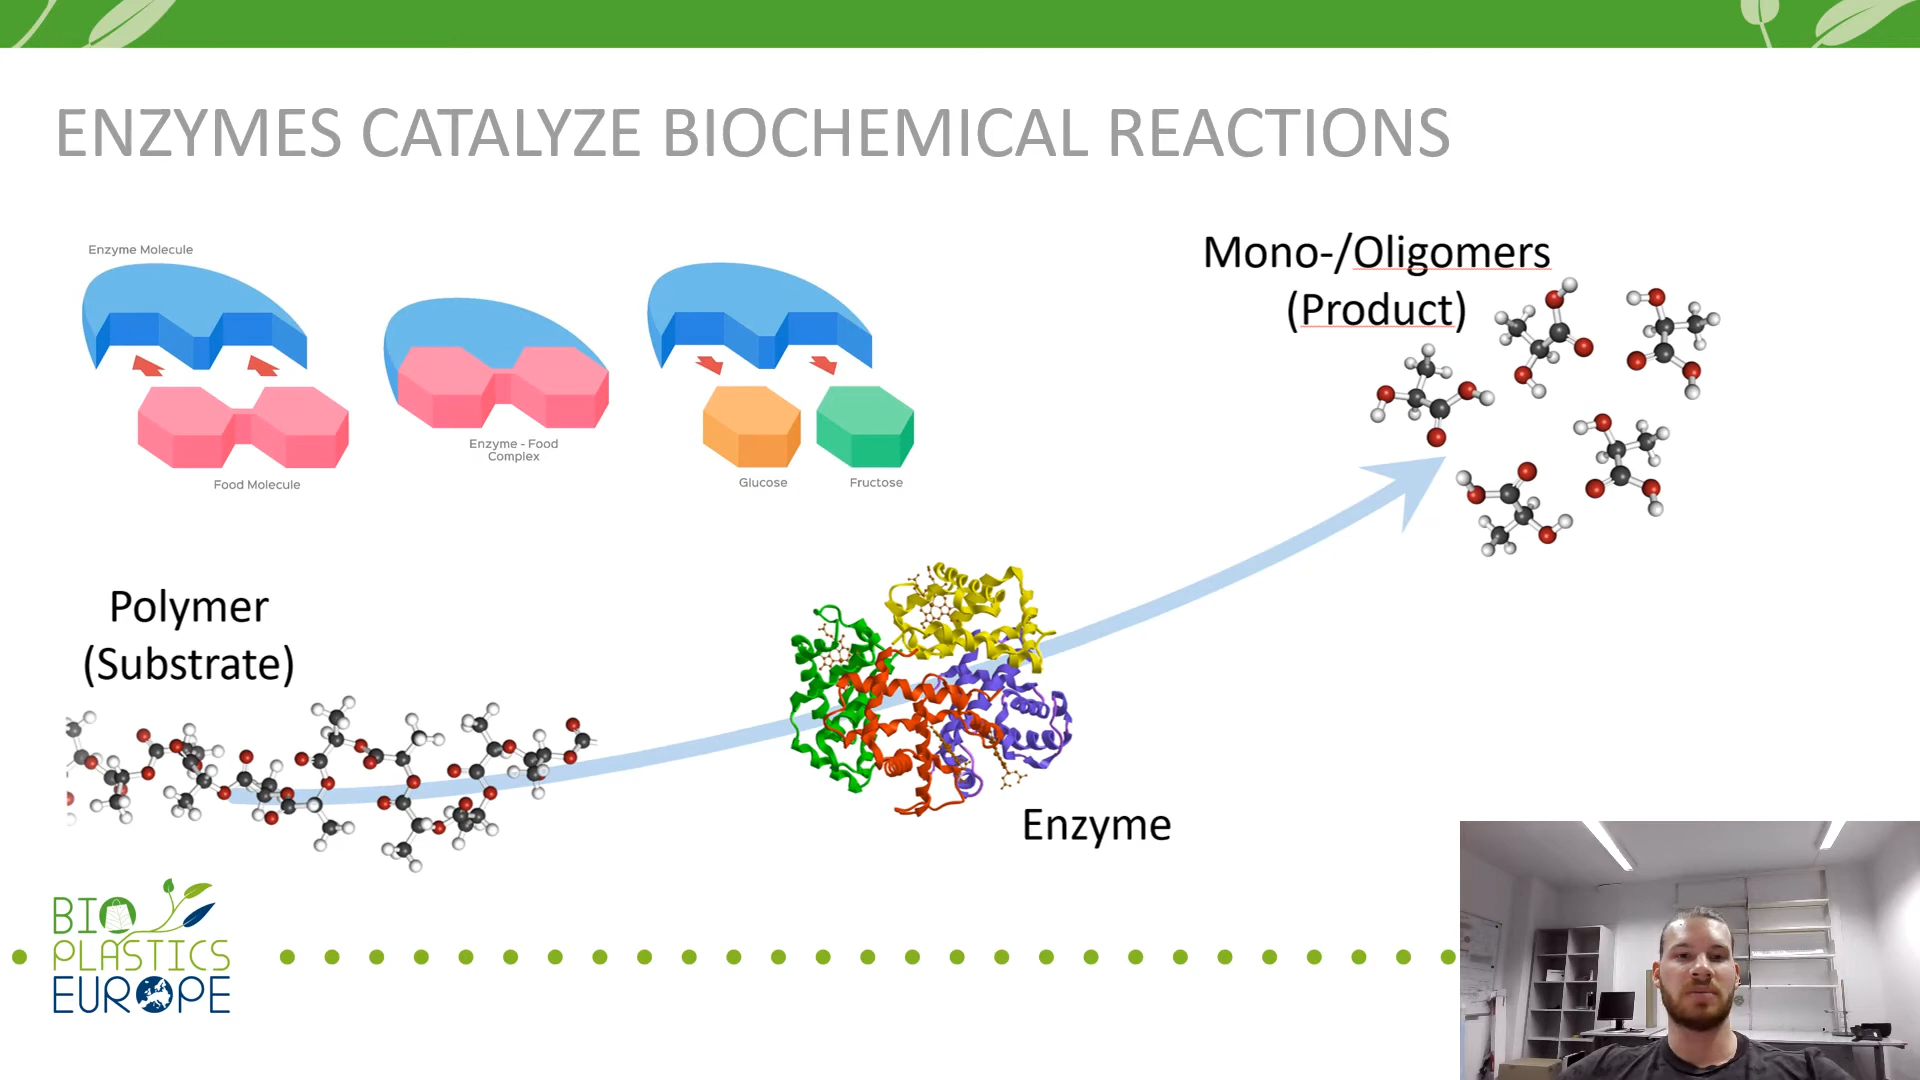 ENZYMES CATALYZE BIOCHEMICAL REACTIONS
Enzyme Molecule
Food Molecule
Enzyme - Food
Complex
Glucose
Fructose
Mono-/Oligomers
(Product)
Polymer
(Substrate)
Enzyme
BIO
PLASTICS
EUROPE